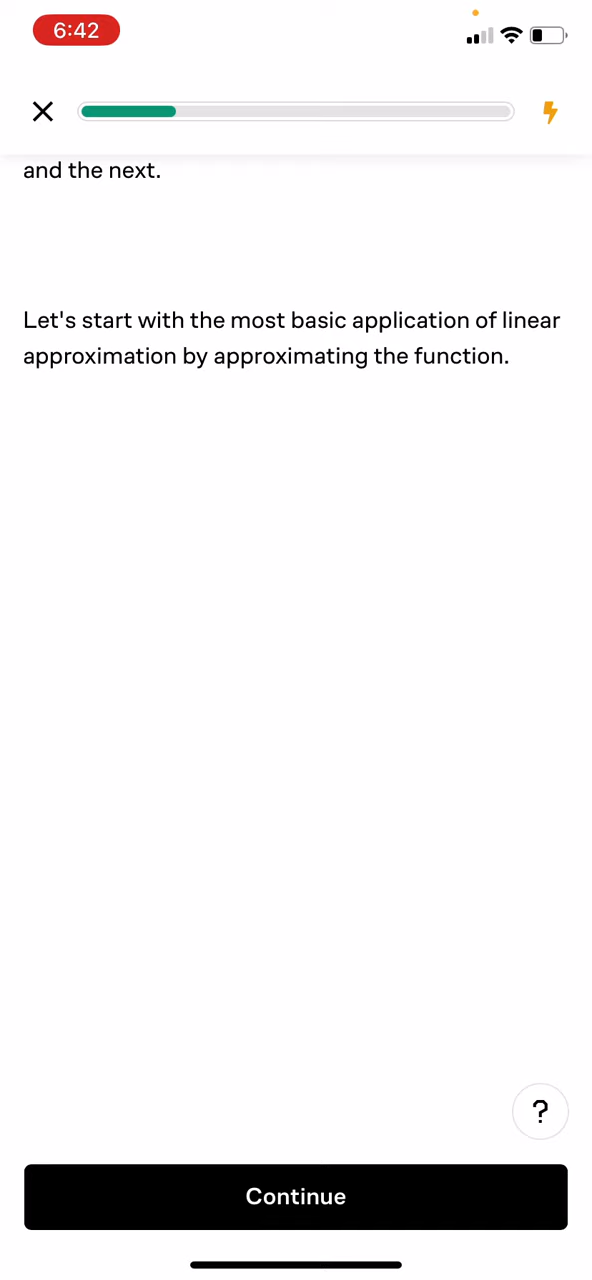 6:42
and the next.
Let's start with the most basic application of linear
approximation by approximating the function.
?
Continue